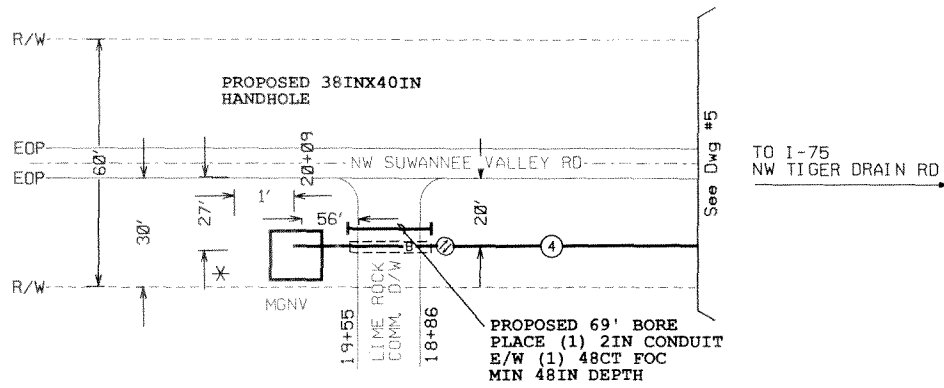 R/W
PROPOSED 38INX40IN
HANDHOLE
EOP
60'
20+09
NW SUWANNEE VALLEY RD
See Dwg #5
TO I-75
NW TIGER DRAIN RD
EOP
30'
27'
1'
56'
20'
*
B
4
R/W
MGNV
19+55
LIME ROCK
COMM. D/W
18+86
PROPOSED 69' BORE
PLACE (1) 2IN CONDUIT
E/W (1) 48CT FOC
MIN 48IN DEPTH